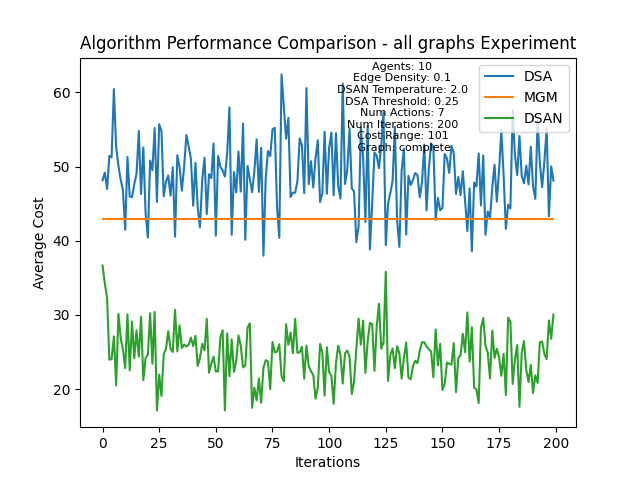 Algorithm Performance Comparison - all graphs Experiment
Agents: 10
Edge Density: 0.1
DSAN Temperature: 2.0
DSA Threshold: 0.25
Num Actions: 7
Num Iterations: 200
Cost Range: 101
Graph: complete
DSA
MGM
DSAN
Average Cost
60
50
40
30
20
0
25
50
75
100
125
150
175
200
Iterations